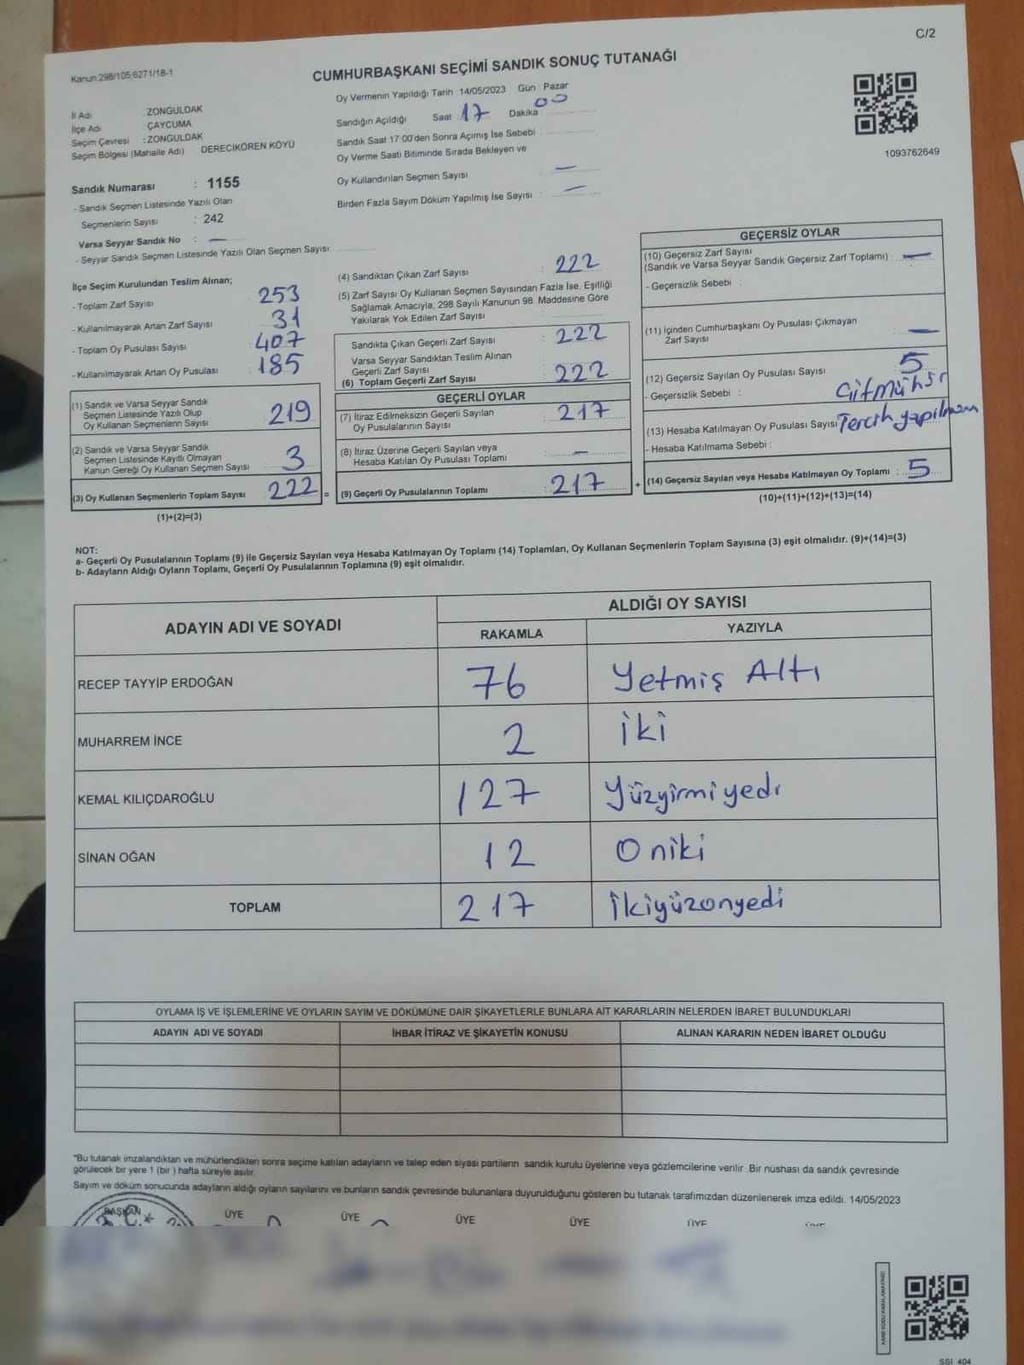 C/2
Kanun:298/105;6271/18-1
CUMHURBAŞKANI SEÇİMİ SANDIK SONUÇ TUTANAĞI
İl Adı : ZONGULDAK
İlçe Adı : ÇAYCUMA
Seçim Çevresi : ZONGULDAK
Seçim Bölgesi (Mahalle Adı) DERECİKÖREN KÖYÜ
Sandık Numarası : 1155
- Sandık Seçmen Listesinde Yazılı Olan
Seçmenlerin Sayısı : 242
Varsa Seyyar Sandık No : —
- Seyyar Sandık Seçmen Listesinde Yazılı Olan Seçmen Sayısı
Oy Vermenin Yapıldığı Tarih :14/05/2023 Gün : Pazar
Sandığın Açıldığı Saat : 17 Dakika : 00
Sandık Saat 17:00'den Sonra Açımış İse Sebebi
Oy Verme Saati Bitiminde Sırada Bekleyen ve
Oy Kullandırılan Seçmen Sayısı : —
Birden Fazla Sayım Döküm Yapılmış İse Sayısı : —
1093762649
İlçe Seçim Kurulundan Teslim Alınan;
- Toplam Zarf Sayısı 253
- Kullanılmayarak Artan Zarf Sayısı 31
- Toplam Oy Pusulası Sayısı 407
- Kullanılmayarak Artan Oy Pusulası 185
(1) Sandık ve Varsa Seyyar Sandık
Seçmen Listesinde Yazılı Olup
Oy Kullanan Seçmenlerin Sayısı 219
(2) Sandık ve Varsa Seyyar Sandık
Seçmen Listesinde Kayıtlı Olmayan
Kanun Gereği Oy Kullanan Seçmen Sayısı 3
(3) Oy Kullanan Seçmenlerin Toplam Sayısı 222 =
(1)+(2)=(3)
(4) Sandıktan Çıkan Zarf Sayısı : 222
(5) Zarf Sayısı Oy Kullanan Seçmen Sayısından Fazla İse, Eşitliği
Sağlamak Amacıyla, 298 Sayılı Kanunun 98. Maddesine Göre
Yakılarak Yok Edilen Zarf Sayısı
Sandıkta Çıkan Geçerli Zarf Sayısı : 222
Varsa Seyyar Sandıktan Teslim Alınan
Geçerli Zarf Sayısı
(6) Toplam Geçerli Zarf Sayısı : 222
GEÇERLİ OYLAR
(7) İtiraz Edilmeksizin Geçerli Sayılan
Oy Pusulalarının Sayısı : 217
(8) İtiraz Üzerine Geçerli Sayılan veya
Hesaba Katılan Oy Pusulası Toplamı : —
(9) Geçerli Oy Pusulalarının Toplamı : 217 +
GEÇERSİZ OYLAR
(10) Geçersiz Zarf Sayısı
(Sandık ve Varsa Seyyar Sandık Geçersiz Zarf Toplamı) : —
- Geçersizlik Sebebi :
(11) İçinden Cumhurbaşkanı Oy Pusulası Çıkmayan
Zarf Sayısı : —
(12) Geçersiz Sayılan Oy Pusulası Sayısı : 5
- Geçersizlik Sebebi : Çitmühür
(13) Hesaba Katılmayan Oy Pusulası Sayısı Tercih yapılmam
- Hesaba Katılmama Sebebi :
(14) Geçersiz Sayılan veya Hesaba Katılmayan Oy Toplamı : 5
(10)+(11)+(12)+(13)=(14)
NOT:
a- Geçerli Oy Pusulalarının Toplamı (9) ile Geçersiz Sayılan veya Hesaba Katılmayan Oy Toplamı (14) Toplamları, Oy Kullanan Seçmenlerin Toplam Sayısına (3) eşit olmalıdır. (9)+(14)=(3)
b- Adayların Aldığı Oyların Toplamı, Geçerli Oy Pusulalarının Toplamına (9) eşit olmalıdır.
ADAYIN ADI VE SOYADI ALDIĞI OY SAYISI
RAKAMLA YAZIYLA
RECEP TAYYİP ERDOĞAN 76 Yetmiş Altı
MUHARREM İNCE 2 İki
KEMAL KILIÇDAROĞLU 127 Yüzyirmiyedi
SİNAN OĞAN 12 Oniki
TOPLAM 217 İkiyüzonyedi
OYLAMA İŞ VE İŞLEMLERİNE VE OYLARIN SAYIM VE DÖKÜMÜNE DAİR ŞİKAYETLERLE BUNLARA AİT KARARLARIN NELERDEN İBARET BULUNDUKLARI
ADAYIN ADI VE SOYADI İHBAR İTİRAZ VE ŞİKAYETİN KONUSU ALINAN KARARIN NEDEN İBARET OLDUĞU
"Bu tutanak imzalandıktan ve mühürlendikten sonra seçime katılan adayların ve talep eden siyasi partilerin sandık kurulu üyelerine veya gözlemcilerine verilir. Bir nüshası da sandık çevresinde
görülecek bir yere 1 (bir ) hafta süreyle asılır.
Sayım ve döküm sonucunda adayların aldığı oyların sayılarını ve bunların sandık çevresinde bulunanlara duyurulduğunu gösteren bu tutanak tarafımızdan düzenlenerek imza edildi. 14/05/2023
BAŞKAN ÜYE ÜYE ÜYE ÜYE ÜYE ÜYE
SSI 404